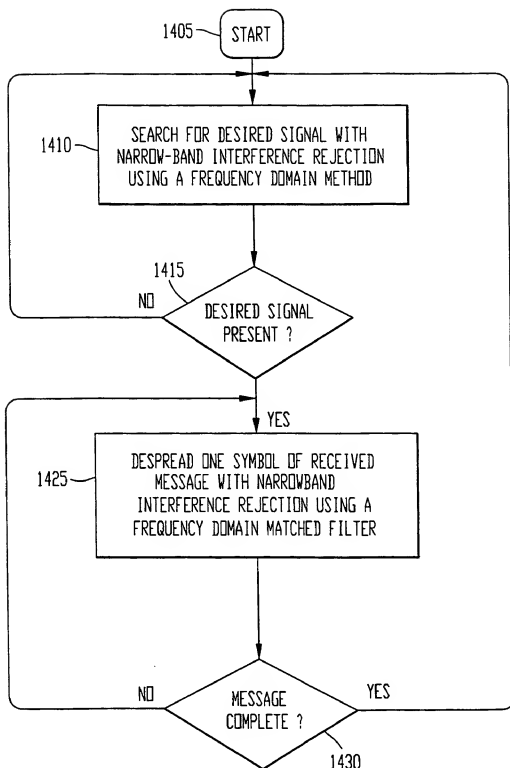 1405
START
1410
SEARCH FOR DESIRED SIGNAL WITH
NARROW-BAND INTERFERENCE REJECTION
USING A FREQUENCY DOMAIN METHOD
1415
NO
DESIRED SIGNAL
PRESENT ?
YES
1425
DESPREAD ONE SYMBOL OF RECEIVED
MESSAGE WITH NARROWBAND
INTERFERENCE REJECTION USING A
FREQUENCY DOMAIN MATCHED FILTER
NO
MESSAGE
COMPLETE ?
YES
1430